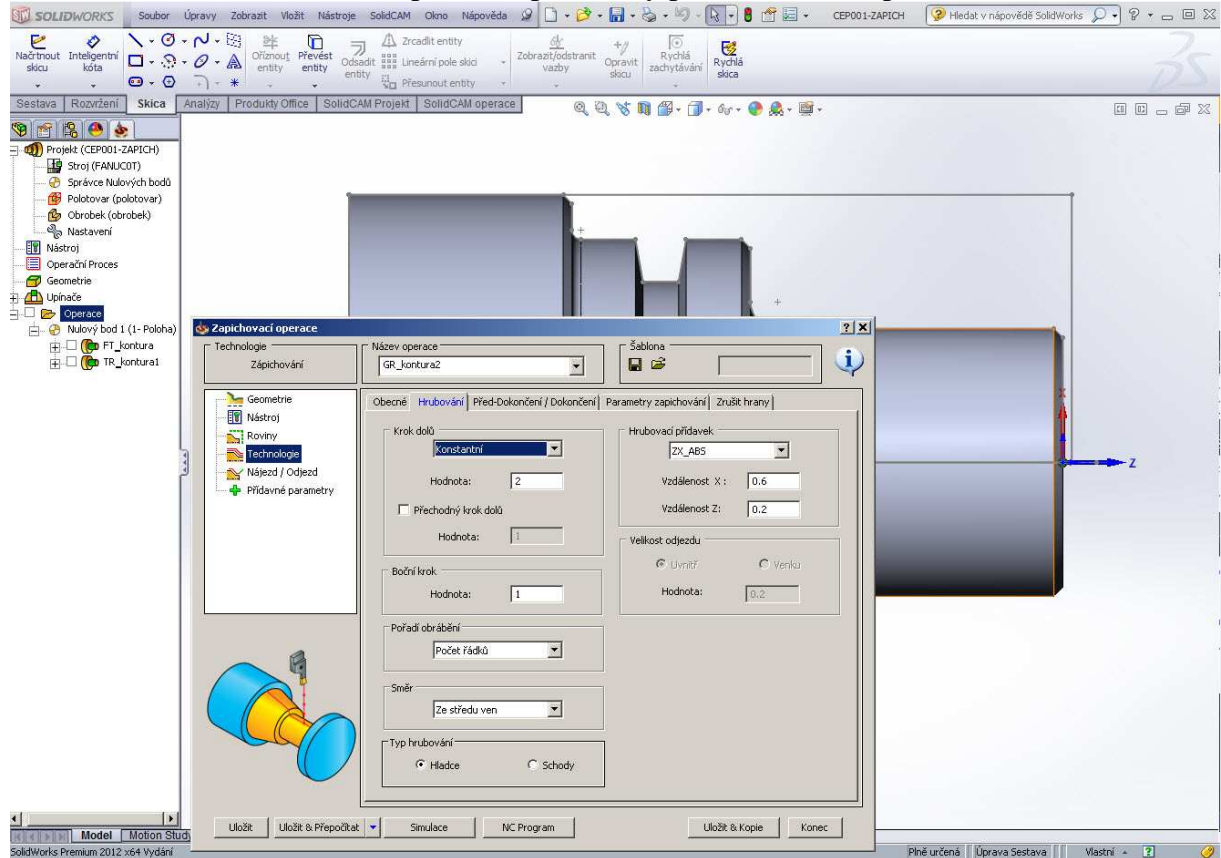 SOLIDWORKS Soubor Úpravy Zobrazit Vložit Nástroje SolidCAM Okno Nápověda CEP001-ZAPICH Hledat v nápovědě SolidWorks
Načrtnout skicu
Inteligentní kóta
Oříznout entity
Převést entity
Odsadit entity
Zrcadlit entity
Lineární pole skici
Přesunout entity
Zobrazit/odstranit vazby
Opravit skicu
Rychlá zachytávání
Rychlá skica
Sestava Rozvržení Skica Analýzy Produkty Office SolidCAM Projekt SolidCAM operace
Projekt (CEP001-ZAPICH)
Stroj (FANUC0T)
Správce Nulových bodů
Polotovar (polotovar)
Obrobek (obrobek)
Nastavení
Nástroj
Operační Proces
Geometrie
Upínače
Operace
Nulový bod 1 (1- Poloha)
FT_kontura
TR_kontura1
X
Z
Zapichovací operace
Technologie
Zápichování
Název operace
GR_kontura2
Šablona
Geometrie
Nástroj
Roviny
Technologie
Nájezd / Odjezd
Přídavné parametry
Obecné Hrubování Před-Dokončení / Dokončení Parametry zapichování Zrušit hrany
Krok dolů
Konstantní
Hodnota: 2
Přechodný krok dolů
Hodnota: 1
Boční krok
Hodnota: 1
Pořadí obrábění
Počet řádků
Směr
Ze středu ven
Typ hrubování
Hladce Schody
Hrubovací přídavek
ZX_ABS
Vzdálenost X : 0.6
Vzdálenost Z: 0.2
Velikost odjezdu
Uvnitř Venku
Hodnota: 0.2
Uložit Uložit & Přepočítat Simulace NC Program Uložit & Kopie Konec
Model Motion Study
SolidWorks Premium 2012 x64 Vydání Plně určená Úprava Sestava Vlastní